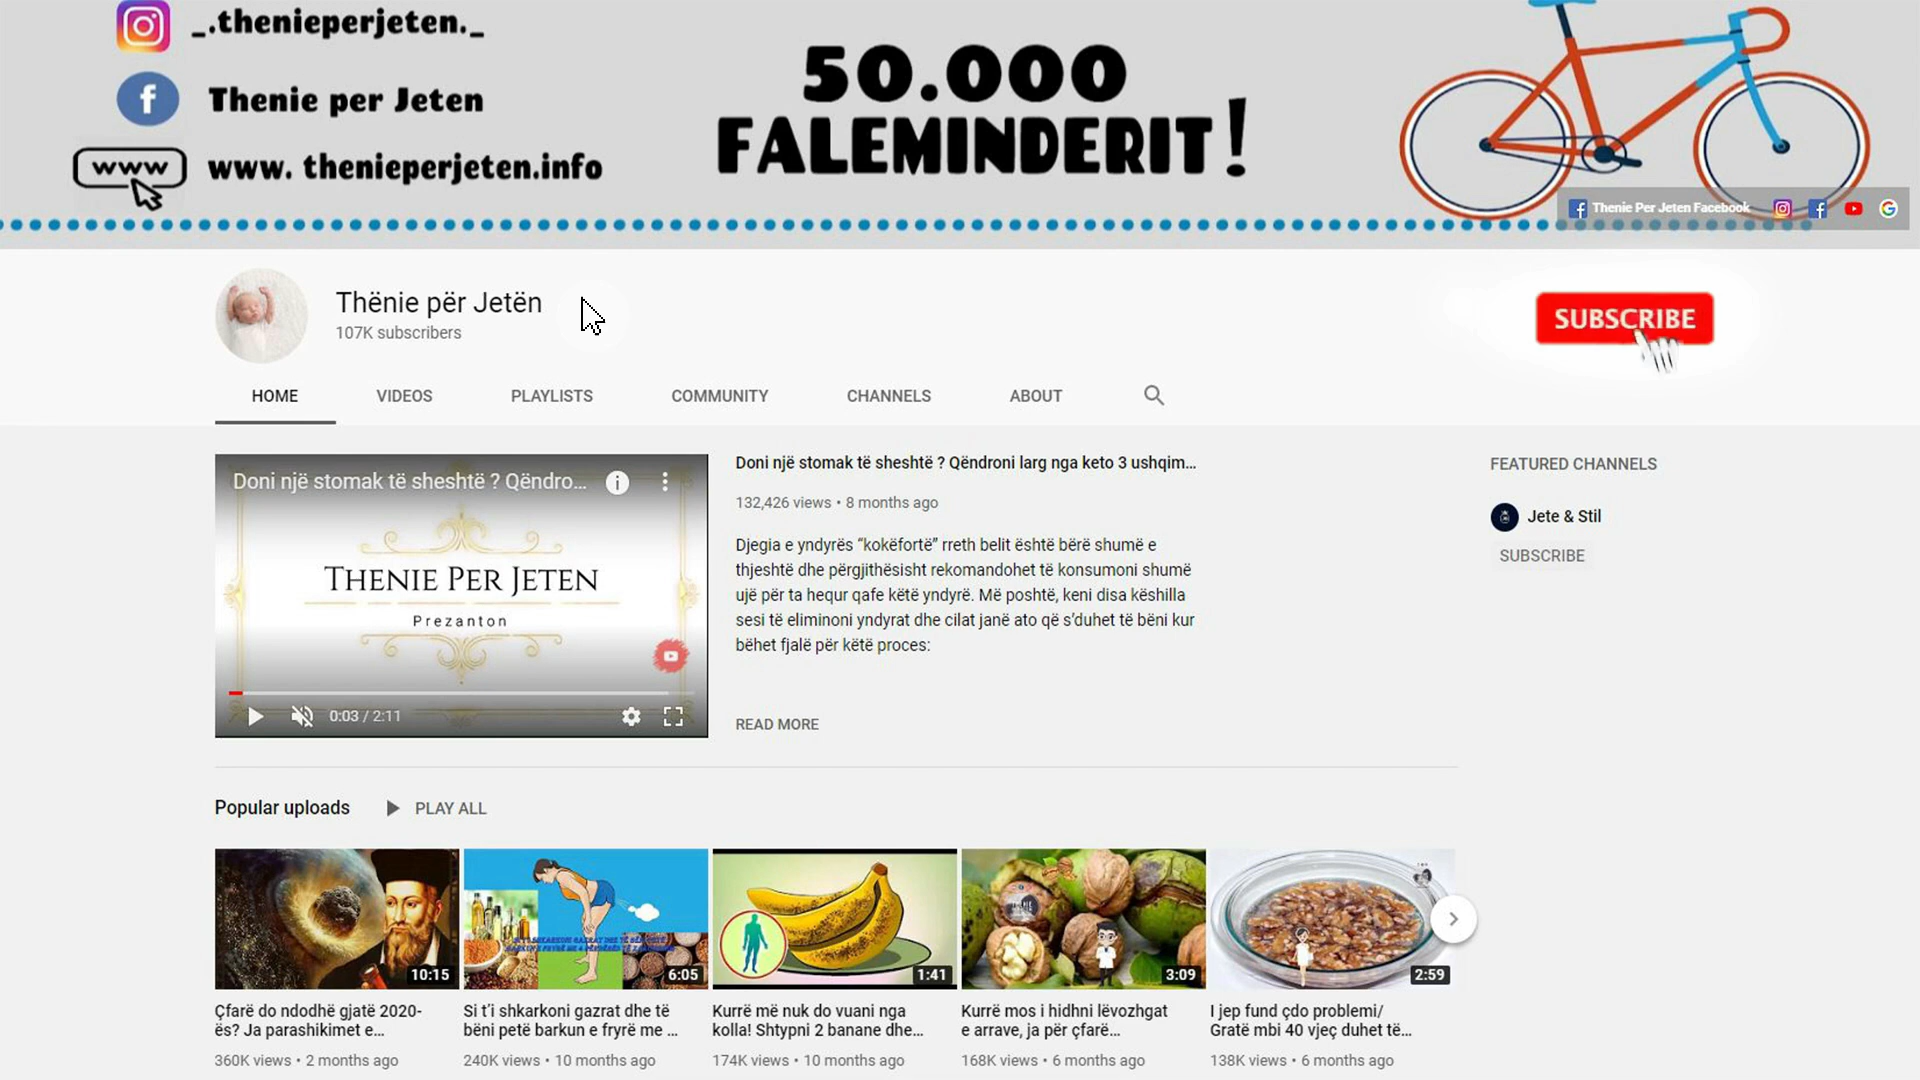 _.thenieperjeten._
Thenie per Jeten
www
www. thenieperjeten.info
50.000
FALEMINDERIT!
Thenie Per Jeten Facebook
Thënie për Jetën
107K subscribers
SUBSCRIBE
HOME
VIDEOS
PLAYLISTS
COMMUNITY
CHANNELS
ABOUT
Doni një stomak të sheshtë ? Qëndro...
THENIE PER JETEN
Prezanton
0:03 / 2:11
Doni një stomak të sheshtë ? Qëndroni larg nga keto 3 ushqim...
132,426 views • 8 months ago
Djegia e yndyrës “kokëfortë” rreth belit është bërë shumë e
thjeshtë dhe përgjithësisht rekomandohet të konsumoni shumë
ujë për ta hequr qafe këtë yndyrë. Më poshtë, keni disa këshilla
sesi të eliminoni yndyrat dhe cilat janë ato që s’duhet të bëni kur
bëhet fjalë për këtë proces:
READ MORE
FEATURED CHANNELS
Jete & Stil
SUBSCRIBE
Popular uploads
PLAY ALL
10:15
Çfarë do ndodhë gjatë 2020-
ës? Ja parashikimet e...
360K views • 2 months ago
6:05
Si t’i shkarkoni gazrat dhe të
bëni petë barkun e fryrë me ...
240K views • 10 months ago
1:41
Kurrë më nuk do vuani nga
kolla! Shtypni 2 banane dhe...
174K views • 10 months ago
3:09
Kurrë mos i hidhni lëvozhgat
e arrave, ja për çfarë...
168K views • 6 months ago
2:59
I jep fund çdo problemi/
Gratë mbi 40 vjeç duhet të...
138K views • 6 months ago